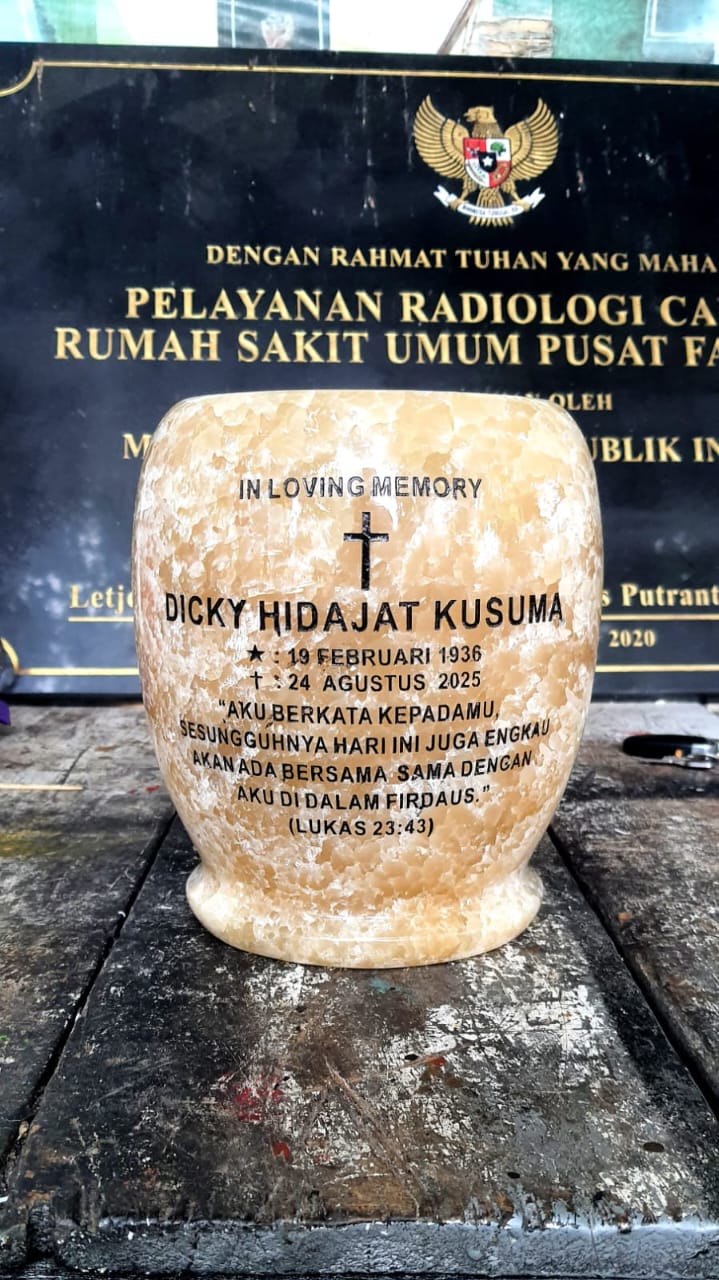 DENGAN RAHMAT TUHAN YANG MAHA
PELAYANAN RADIOLOGI
RUMAH SAKIT UMUM PUSAT
OLEH
IN LOVING MEMORY
DICKY HIDAJAT KUSUMA
★ : 19 FEBRUARI 1936
✝ : 24 AGUSTUS 2025
"AKU BERKATA KEPADAMU,
SESUNGGUHNYA HARI INI JUGA ENGKAU
AKAN ADA BERSAMA SAMA DENGAN
AKU DI DALAM FIRDAUS."
(LUKAS 23:43)
Putrant
2020